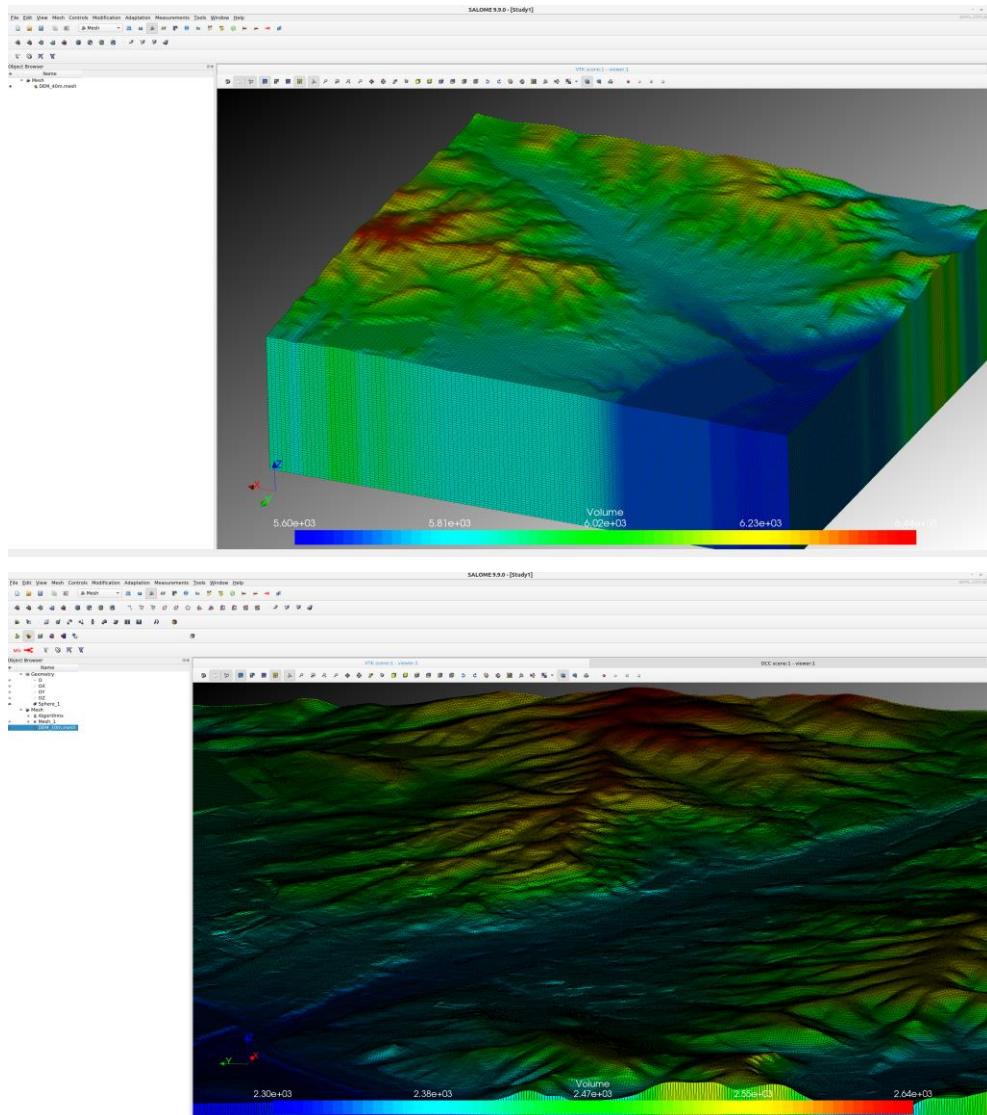 SALOME 9.9.0 - [Study1]
File Edit View Mesh Controls Modification Adaptation Measurements Tools Window Help
Mesh
Object Browser
Name
Mesh
DEM_40m.mesh
VTK scene:1 - viewer:1
Z
X
Y
Volume
5.60e+03 5.81e+03 6.02e+03 6.23e+03 6.44e+03
SALOME 9.9.0 - [Study1]
File Edit View Mesh Controls Modification Adaptation Measurements Tools Window Help
Mesh
Object Browser
Name
VTK scene:1 - viewer:1 OCC scene:1 - viewer:1
Geometry
O
OX
OY
OZ
Sphere_1
Mesh
Algorithms
Mesh_1
DEM_10m.mesh
Y X
Volume
2.30e+03 2.38e+03 2.47e+03 2.55e+03 2.64e+03